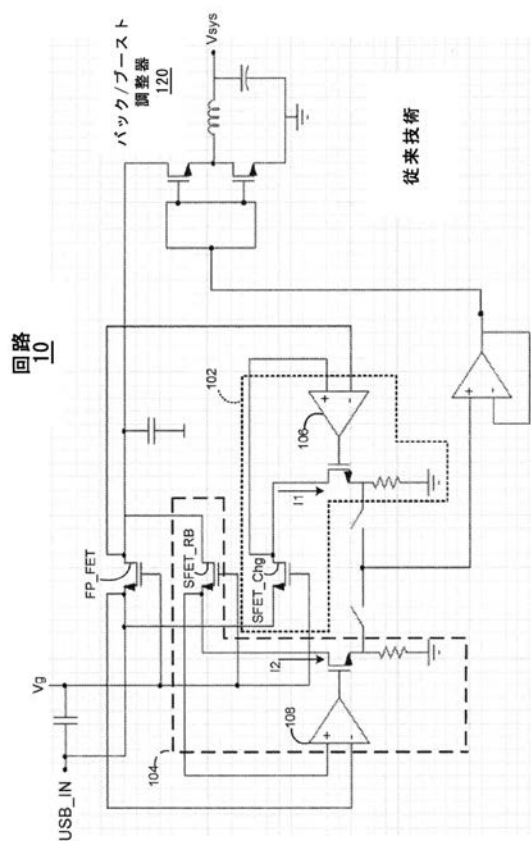 回路
10
バック/ブースト
調整器
120
Vsys
従来技術
USB_IN
Vg
FP_FET
SFET_RB
SFET_Chg
102
104
106
108
I1
I2
+
-
+
-
+
-